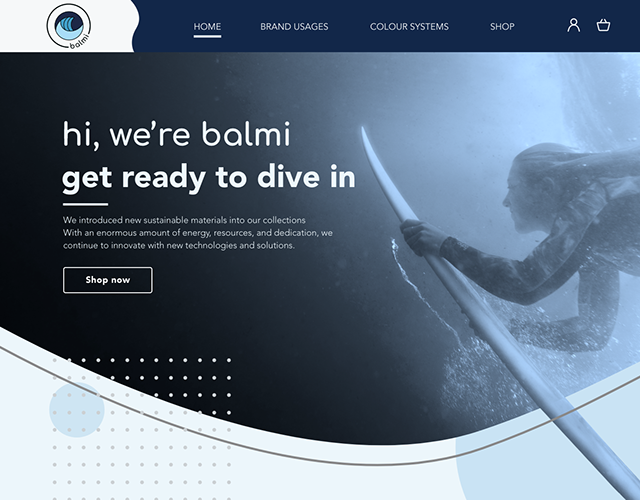 balmi
HOME
BRAND USAGES
COLOUR SYSTEMS
SHOP
hi, we're balmi
get ready to dive in
We introduced new sustainable materials into our collections
With an enormous amount of energy, resources, and dedication, we
continue to innovate with new technologies and solutions.
Shop now